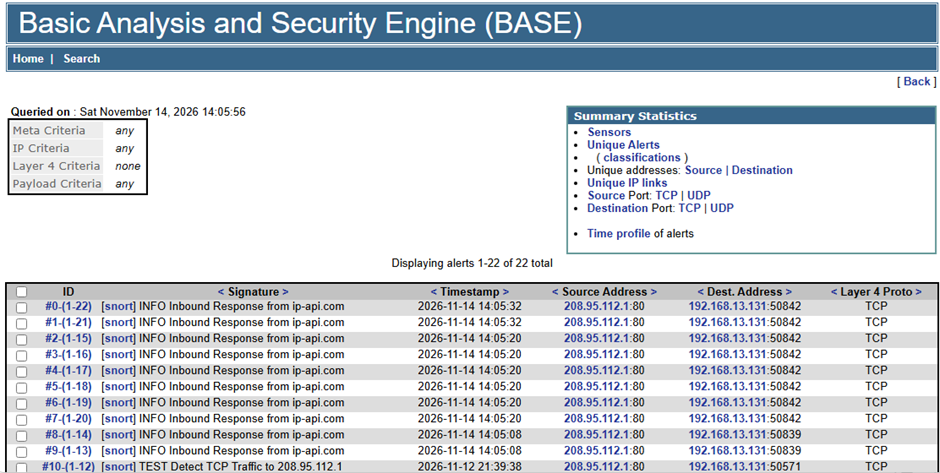 Basic Analysis and Security Engine (BASE)
Home | Search
[ Back ]
Queried on : Sat November 14, 2026 14:05:56
Meta Criteria any
IP Criteria any
Layer 4 Criteria none
Payload Criteria any
Summary Statistics
• Sensors
• Unique Alerts
• ( classifications )
• Unique addresses: Source | Destination
• Unique IP links
• Source Port: TCP | UDP
• Destination Port: TCP | UDP
• Time profile of alerts
Displaying alerts 1-22 of 22 total
ID < Signature > < Timestamp > < Source Address > < Dest. Address > < Layer 4 Proto >
#0-(1-22) [snort] INFO Inbound Response from ip-api.com 2026-11-14 14:05:32 208.95.112.1:80 192.168.13.131:50842 TCP
#1-(1-21) [snort] INFO Inbound Response from ip-api.com 2026-11-14 14:05:32 208.95.112.1:80 192.168.13.131:50842 TCP
#2-(1-15) [snort] INFO Inbound Response from ip-api.com 2026-11-14 14:05:20 208.95.112.1:80 192.168.13.131:50842 TCP
#3-(1-16) [snort] INFO Inbound Response from ip-api.com 2026-11-14 14:05:20 208.95.112.1:80 192.168.13.131:50842 TCP
#4-(1-17) [snort] INFO Inbound Response from ip-api.com 2026-11-14 14:05:20 208.95.112.1:80 192.168.13.131:50842 TCP
#5-(1-18) [snort] INFO Inbound Response from ip-api.com 2026-11-14 14:05:20 208.95.112.1:80 192.168.13.131:50842 TCP
#6-(1-19) [snort] INFO Inbound Response from ip-api.com 2026-11-14 14:05:20 208.95.112.1:80 192.168.13.131:50842 TCP
#7-(1-20) [snort] INFO Inbound Response from ip-api.com 2026-11-14 14:05:20 208.95.112.1:80 192.168.13.131:50842 TCP
#8-(1-14) [snort] INFO Inbound Response from ip-api.com 2026-11-14 14:05:08 208.95.112.1:80 192.168.13.131:50839 TCP
#9-(1-13) [snort] INFO Inbound Response from ip-api.com 2026-11-14 14:05:08 208.95.112.1:80 192.168.13.131:50839 TCP
#10-(1-12) [snort] TEST Detect TCP Traffic to 208.95.112.1 2026-11-12 21:39:38 208.95.112.1:80 192.168.13.131:50571 TCP